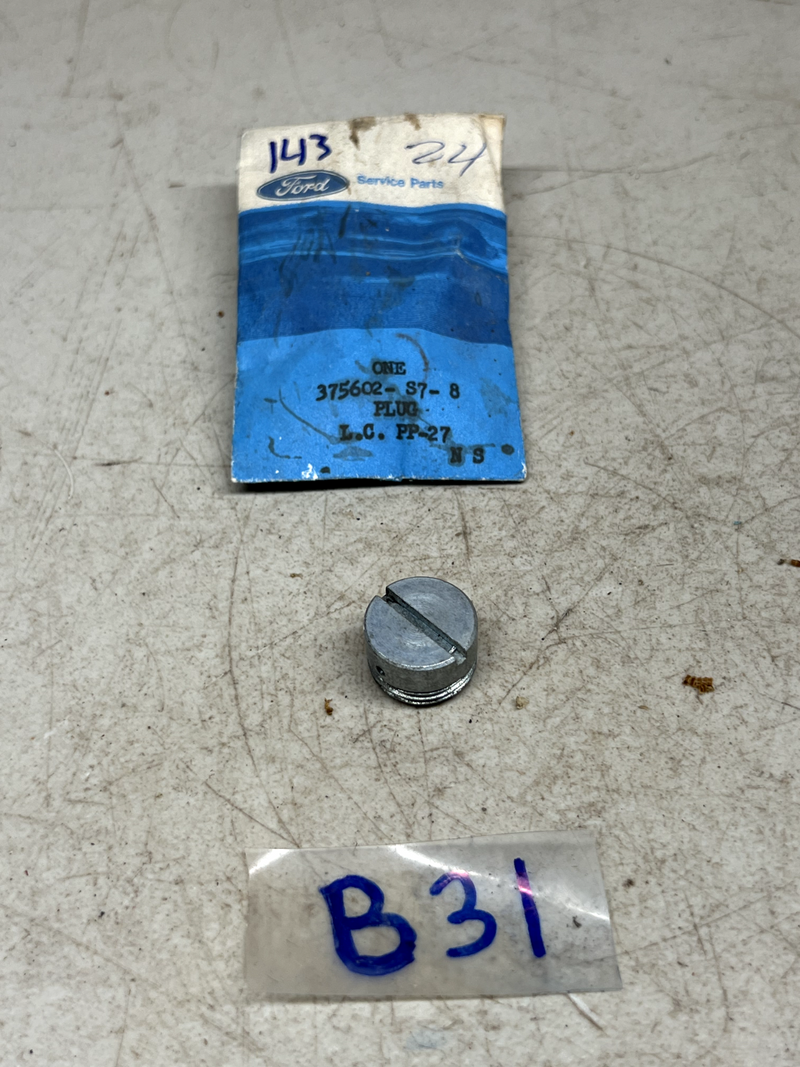 143 24
Ford Service Parts
ONE
375602- S7- 8
PLUG
L.C. PP-27
N S
B31